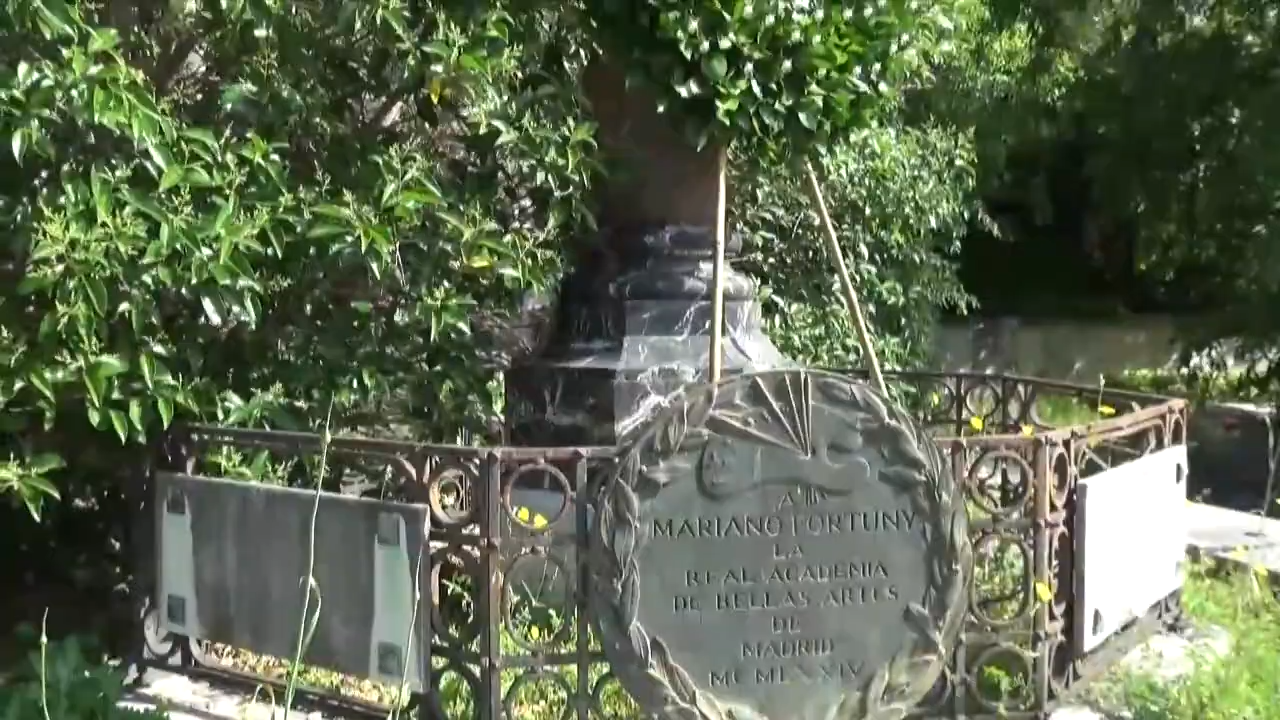 A
MARIANO FORTUNY
LA
REAL ACADEMIA
DE BELLAS ARTES
DE
MADRID
MCMLXXIV